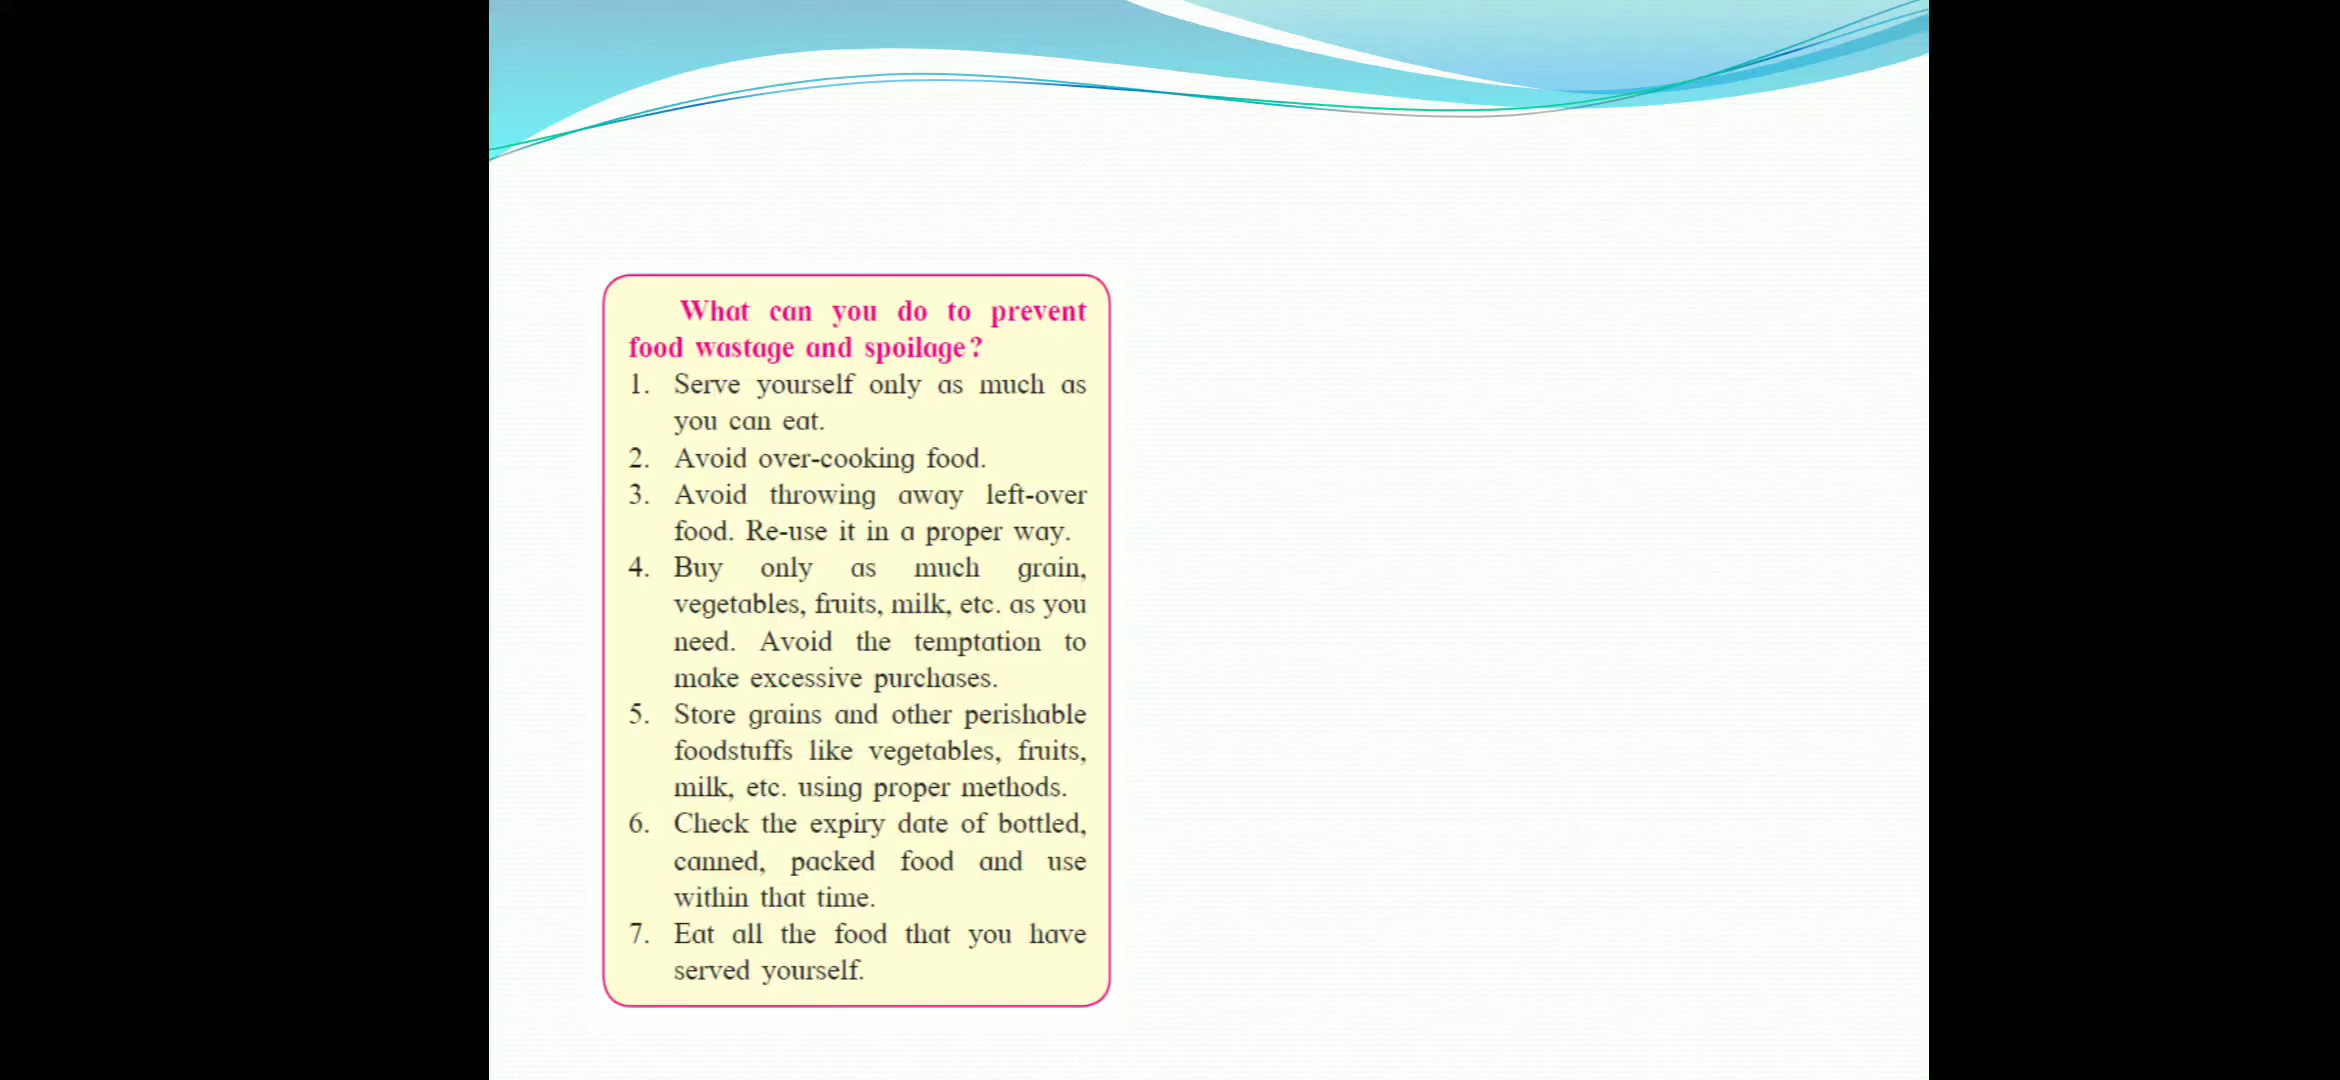 What can you do to prevent
food wastage and spoilage?
1. Serve yourself only as much as
you can eat.
2. Avoid over-cooking food.
3. Avoid throwing away left-over
food. Re-use it in a proper way.
4. Buy only as much grain,
vegetables, fruits, milk, etc. as you
need. Avoid the temptation to
make excessive purchases.
5. Store grains and other perishable
foodstuffs like vegetables, fruits,
milk, etc. using proper methods.
6. Check the expiry date of bottled,
canned, packed food and use
within that time.
7. Eat all the food that you have
served yourself.